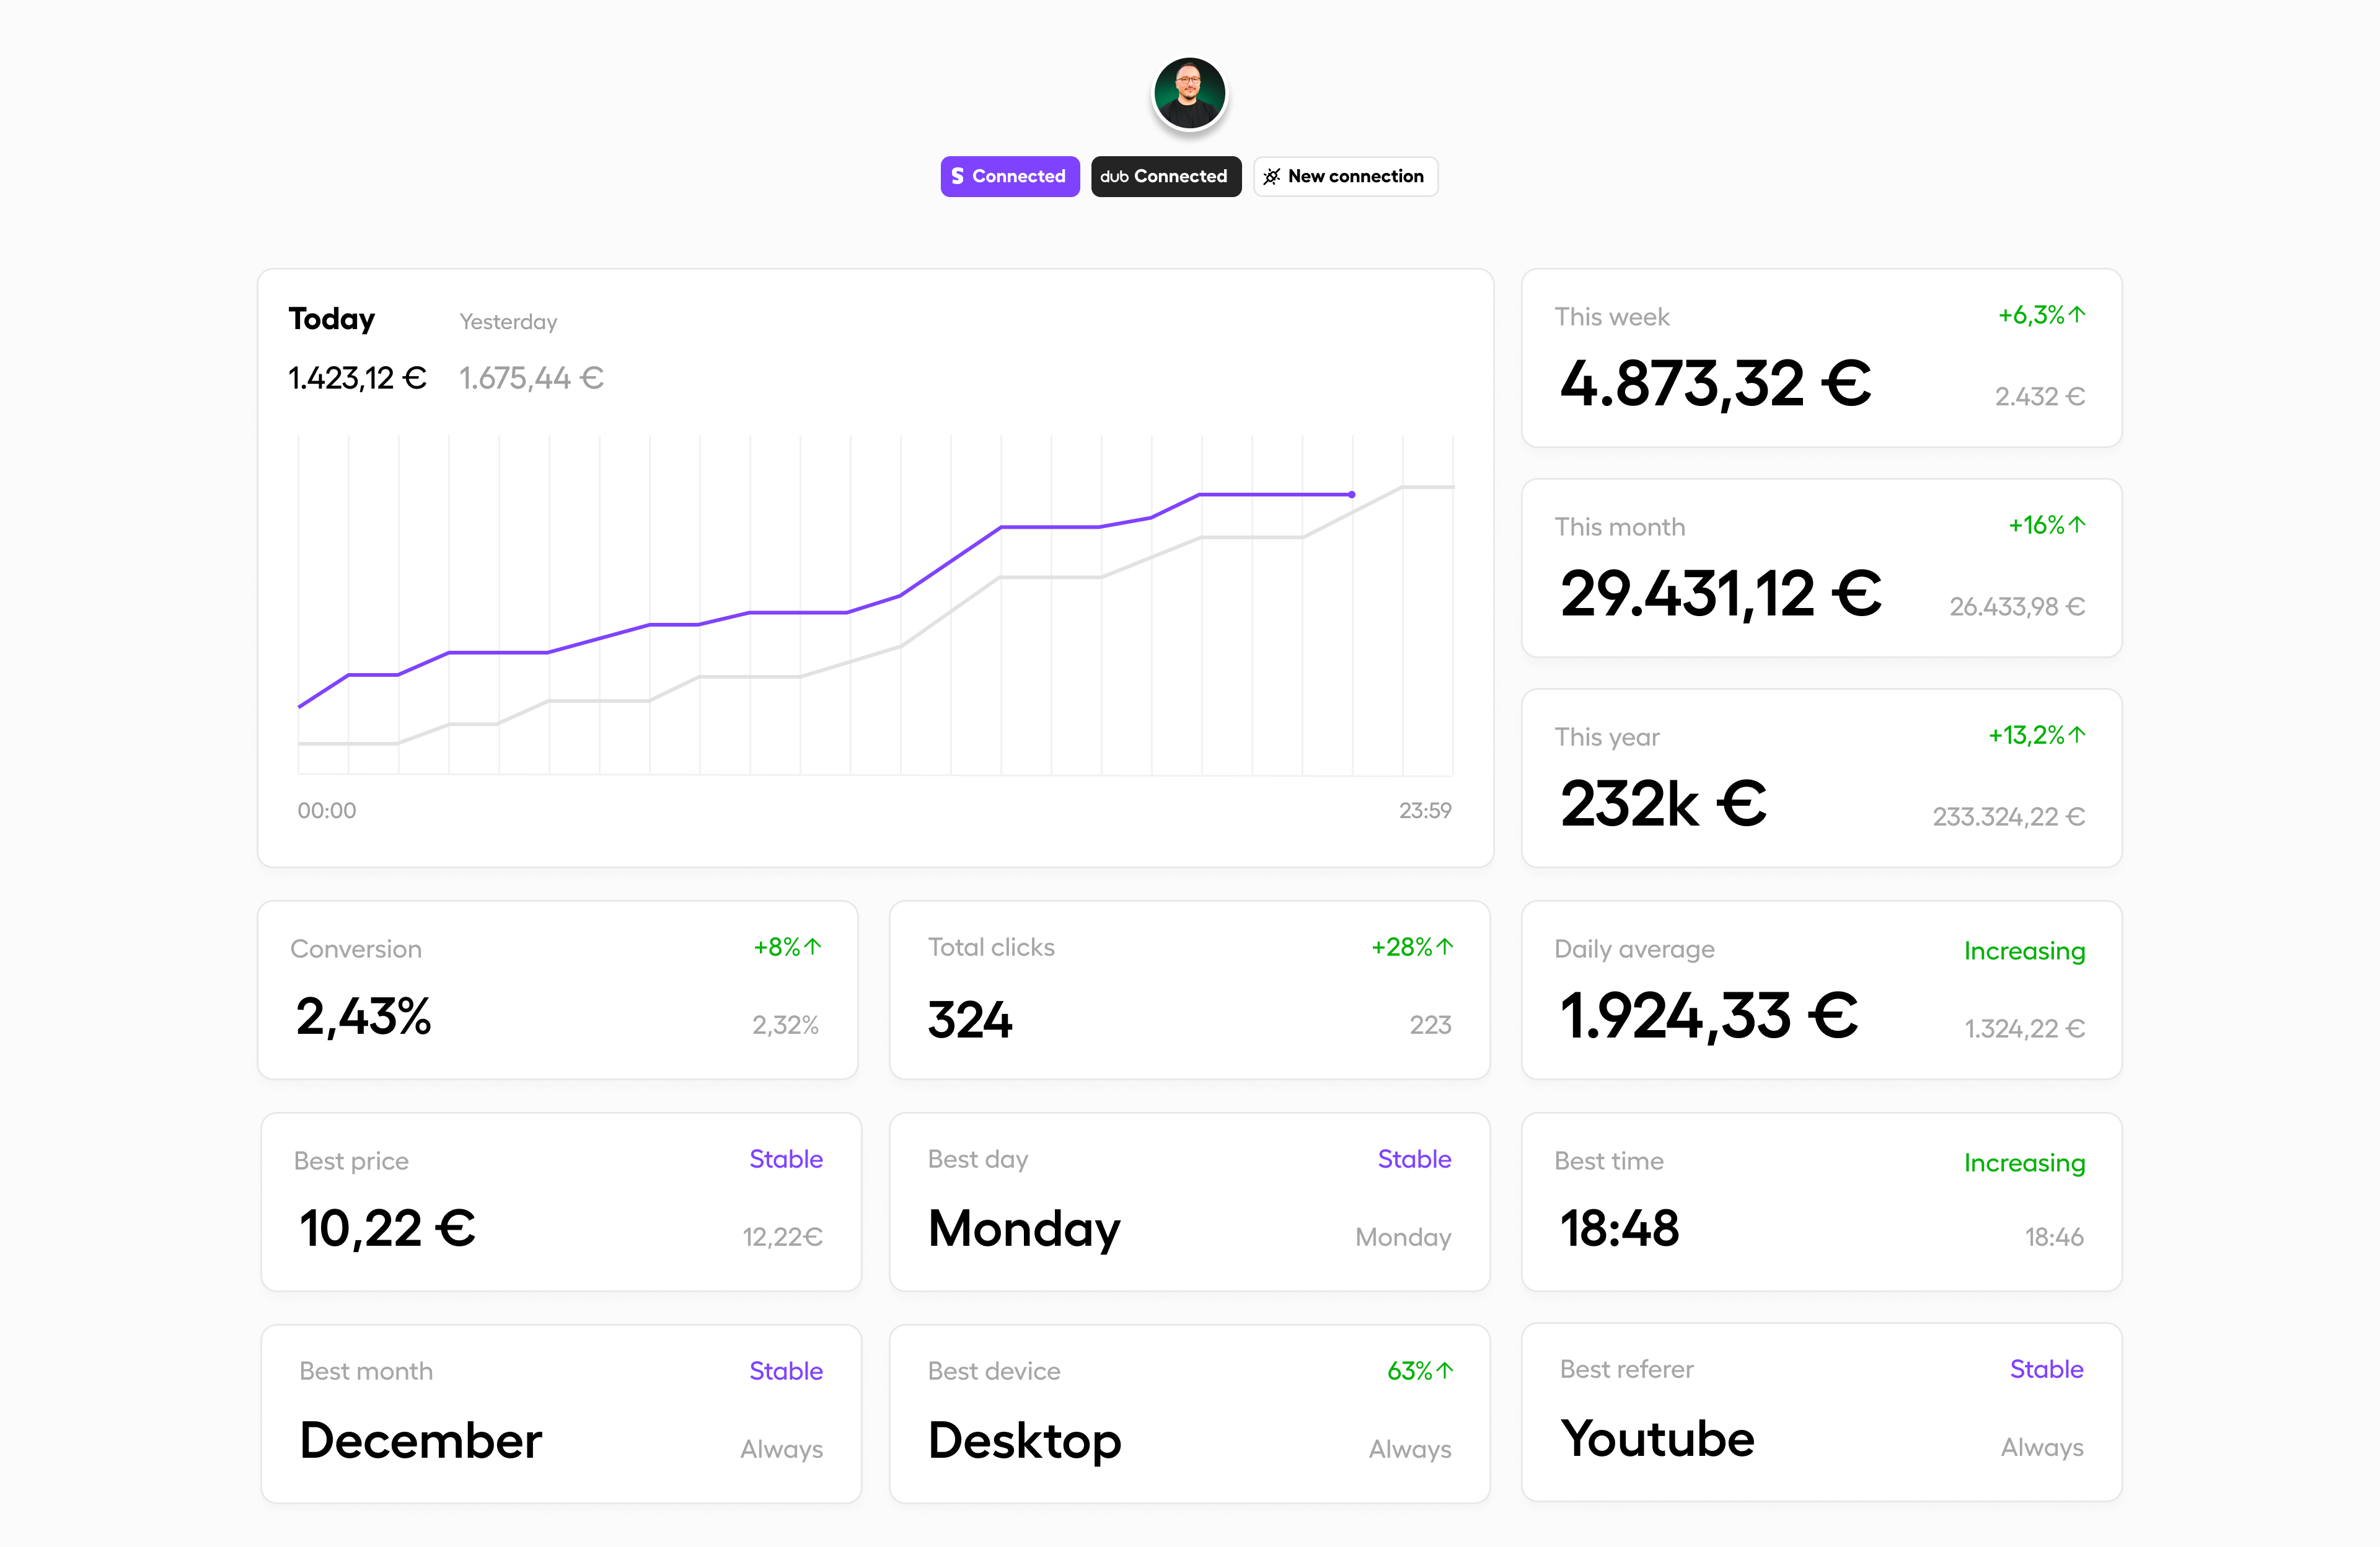 S Connected
dub Connected
New connection
Today
Yesterday
1.423,12 €
1.675,44 €
00:00
23:59
This week
+6,3%↑
4.873,32 €
2.432 €
This month
+16%↑
29.431,12 €
26.433,98 €
This year
+13,2%↑
232k €
233.324,22 €
Conversion
+8%↑
2,43%
2,32%
Total clicks
+28%↑
324
223
Daily average
Increasing
1.924,33 €
1.324,22 €
Best price
Stable
10,22 €
12,22€
Best day
Stable
Monday
Monday
Best time
Increasing
18:48
18:46
Best month
Stable
December
Always
Best device
63%↑
Desktop
Always
Best referer
Stable
Youtube
Always